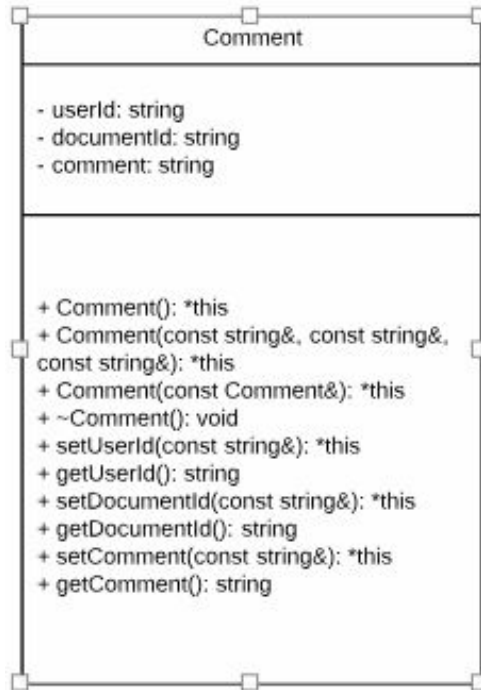 Comment
- userId: string
- documentId: string
- comment: string
+ Comment(): *this
+ Comment(const string&, const string&,
const string&): *this
+ Comment(const Comment&): *this
+ ~Comment(): void
+ setUserId(const string&): *this
+ getUserId(): string
+ setDocumentId(const string&): *this
+ getDocumentId(): string
+ setComment(const string&): *this
+ getComment(): string